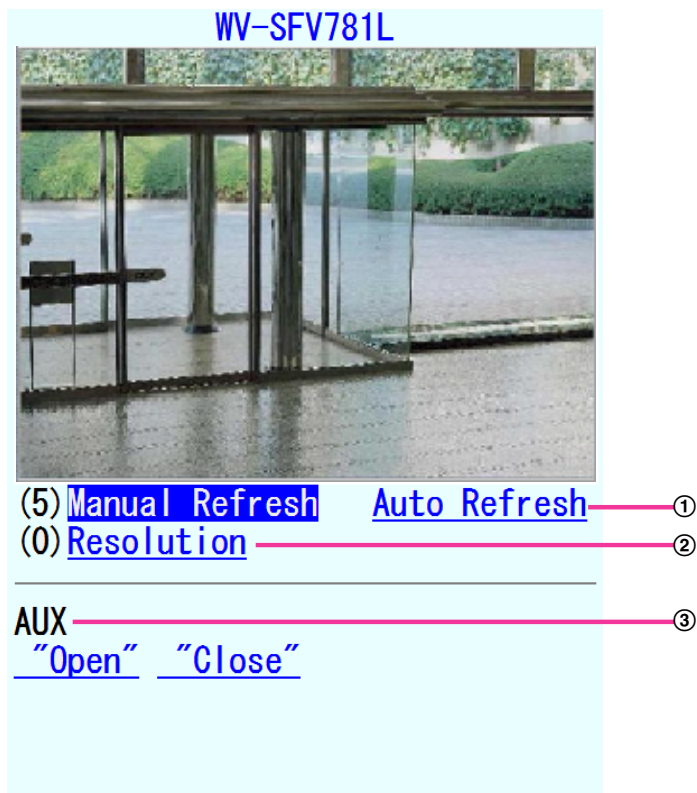 WV-SFV781L
(5) Manual Refresh Auto Refresh ①
(0) Resolution ②
AUX ③
"Open" "Close"